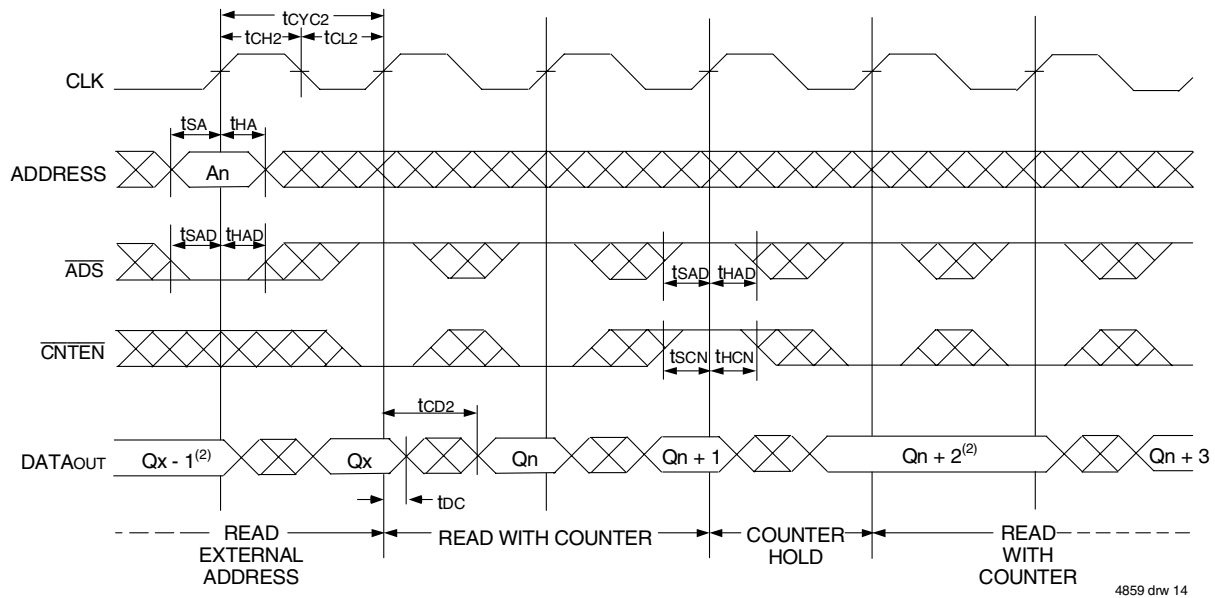 tCYC2
tCH2 tCL2
CLK
tSA tHA
ADDRESS An
tSAD tHAD
ADS
tSAD tHAD
CNTEN
tSCN tHCN
tCD2
DATAOUT Qx - 1(2) Qx Qn Qn + 1 Qn + 2(2) Qn + 3
tDC
READ EXTERNAL ADDRESS
READ WITH COUNTER
COUNTER HOLD
READ WITH COUNTER
4859 drw 14